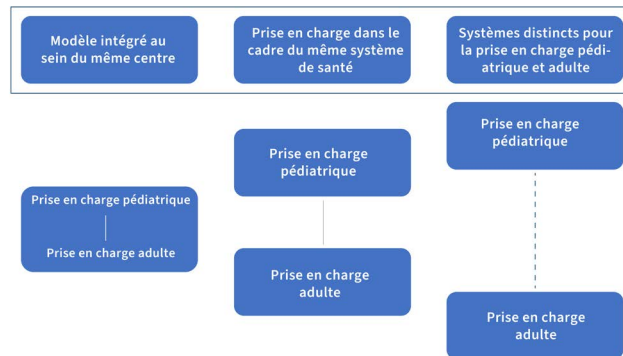 Modèle intégré au
sein du même centre
Prise en charge dans le
cadre du même système
de santé
Systèmes distincts pour
la prise en charge pédi-
atrique et adulte
Prise en charge pédiatrique
Prise en charge adulte
Prise en charge
pédiatrique
Prise en charge
adulte
Prise en charge
pédiatrique
Prise en charge
adulte